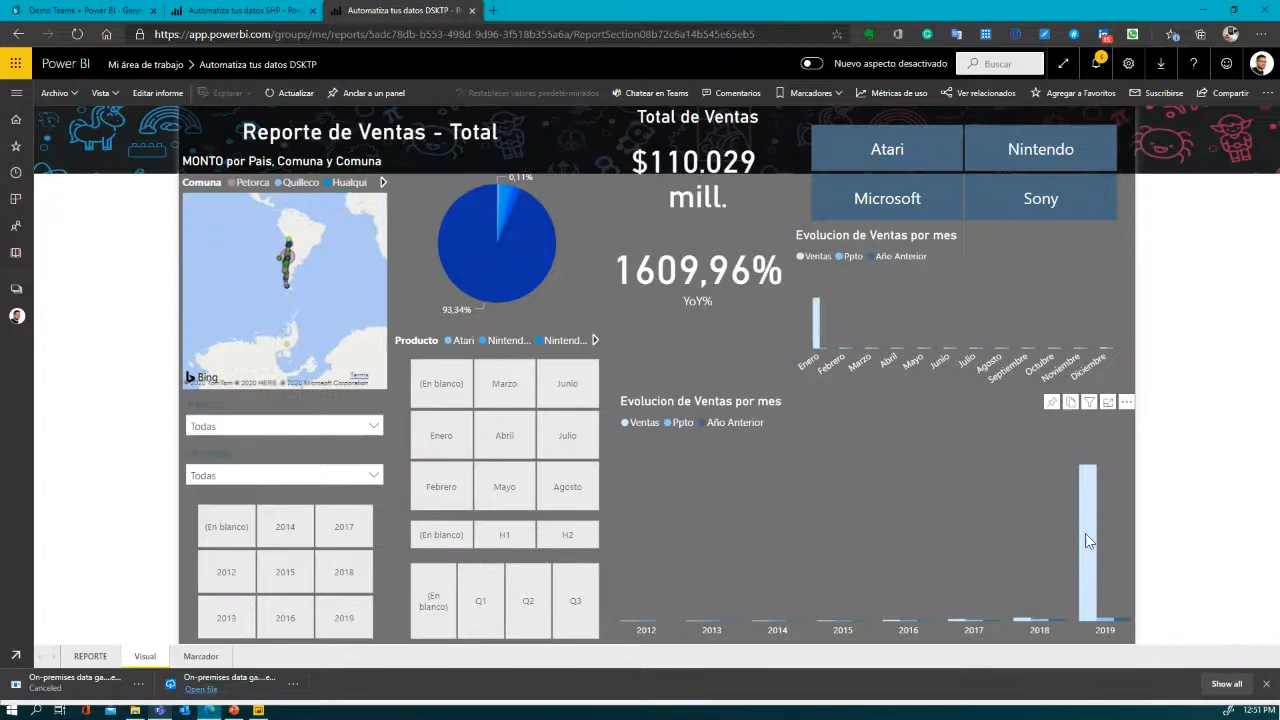 Demo Teams + Power BI - Gene
Automatiza tus datos SHP - Pow
Automatiza tus datos DSKTP - P
https://app.powerbi.com/groups/me/reports/5adc78db-b553-498d-9d96-3f518b355a6a/ReportSection08b72c6a14b545e65eb5
15
Power BI
Mi área de trabajo > Automatiza tus datos DSKTP
Nuevo aspecto desactivado
Buscar
Archivo
Vista
Editar informe
Explorar
Actualizar
Anclar a un panel
Restablecer valores predeterminados
Chatear en Teams
Comentarios
Marcadores
Métricas de uso
Ver relacionados
Agregar a Favoritos
Suscribirse
Compartir
Reporte de Ventas - Total
MONTO por Pais, Comuna y Comuna
Comuna Petorca Quilleco Hualqui
Bing
Terms
© 2020 TomTom © 2020 HERE, © 2020 Microsoft Corporation
0,11%
93,34%
Producto Atari Nintend... Nintend...
Total de Ventas
$110.029
mill.
1609,96%
YoY%
Atari
Nintendo
Microsoft
Sony
Evolucion de Ventas por mes
Ventas Ppto Año Anterior
Enero Febrero Marzo Abril Mayo Junio Julio Agosto Septiembre Octubre Noviembre Diciembre
Evolucion de Ventas por mes
Ventas Ppto Año Anterior
2012 2013 2014 2015 2016 2017 2018 2019
Todas
Todas
(En blanco) 2014 2017
2012 2015 2018
2013 2016 2019
(En blanco) Marzo Junio
Enero Abril Julio
Febrero Mayo Agosto
(En blanco) H1 H2
(En
blanco) Q1 Q2 Q3
REPORTE
Visual
Marcador
On-premises data ga....e...
Canceled
On-premises data ga....e...
Open file
Show all
12:51 PM